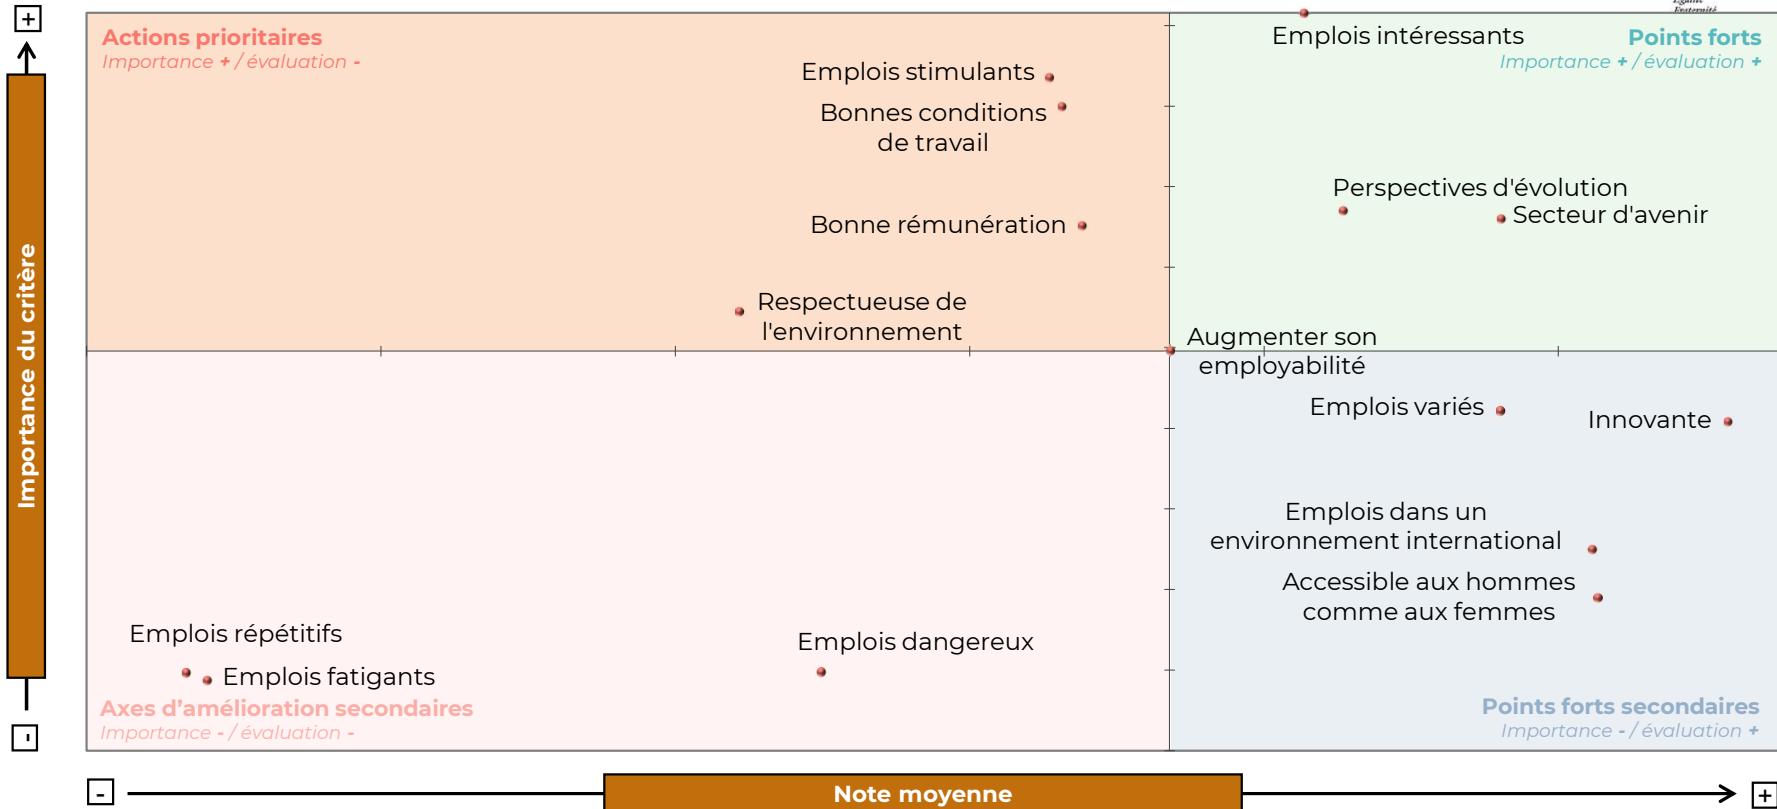 Égalité
Fraternité
+
Actions prioritaires
Importance + / évaluation -
Emplois intéressants
Points forts
Importance + / évaluation +
Emplois stimulants
Bonnes conditions
de travail
Perspectives d'évolution
Secteur d'avenir
Bonne rémunération
Importance du critère
Respectueuse de
l'environnement
Augmenter son
employabilité
Emplois variés
Innovante
Emplois dans un
environnement international
Accessible aux hommes
comme aux femmes
Emplois répétitifs
Emplois fatigants
Emplois dangereux
Axes d’amélioration secondaires
Importance - / évaluation -
Points forts secondaires
Importance - / évaluation +
-
-
Note moyenne
+